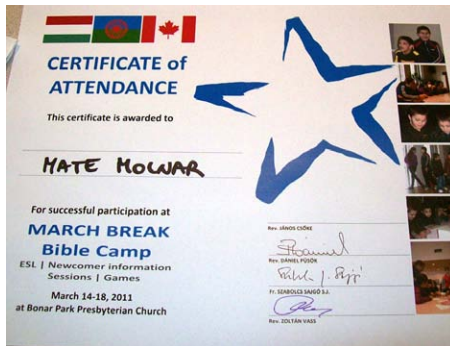 CERTIFICATE of
ATTENDANCE
This certificate is awarded to
MATE MOLNAR
For successful participation at
MARCH BREAK
Bible Camp
ESL | Newcomer information
Sessions | Games
March 14-18, 2011
at Bonar Park Presbyterian Church
Rev. JÁNOS CSŐKE
Rev. DÁNIEL FÜSÖK
Fr. SZABOLCS SAJGÓ S.J.
Rev. ZOLTÁN VASS